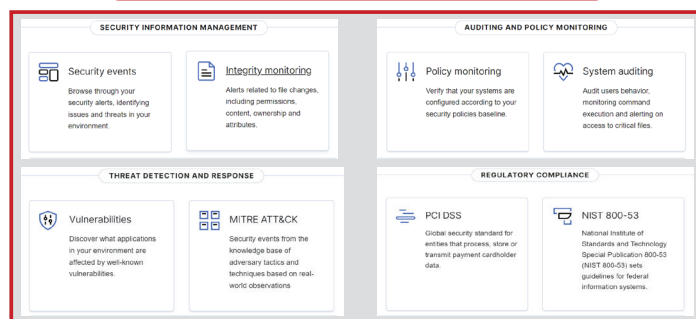 SECURITY INFORMATION MANAGEMENT
Security events
Browse through your
security alerts, identifying
issues and threats in your
environment.
Integrity monitoring
Alerts related to file changes,
including permissions,
content, ownership and
attributes.
AUDITING AND POLICY MONITORING
Policy monitoring
Verify that your systems are
configured according to your
security policies baseline.
System auditing
Audit users behavior,
monitoring command
execution and alerting on
access to critical files.
THREAT DETECTION AND RESPONSE
Vulnerabilities
Discover what applications
in your environment are
affected by well-known
vulnerabilities.
MITRE ATT&CK
Security events from the
knowledge base of
adversary tactics and
techniques based on real-
world observations
REGULATORY COMPLIANCE
PCI DSS
Global security standard for
entities that process, store or
transmit payment cardholder
data.
NIST 800-53
National Institute of
Standards and Technology
Special Publication 800-53
(NIST 800-53) sets
guidelines for federal
information systems.